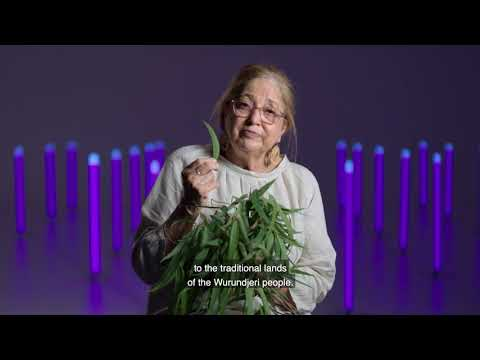 to the traditional lands
of the Wurundjeri people.